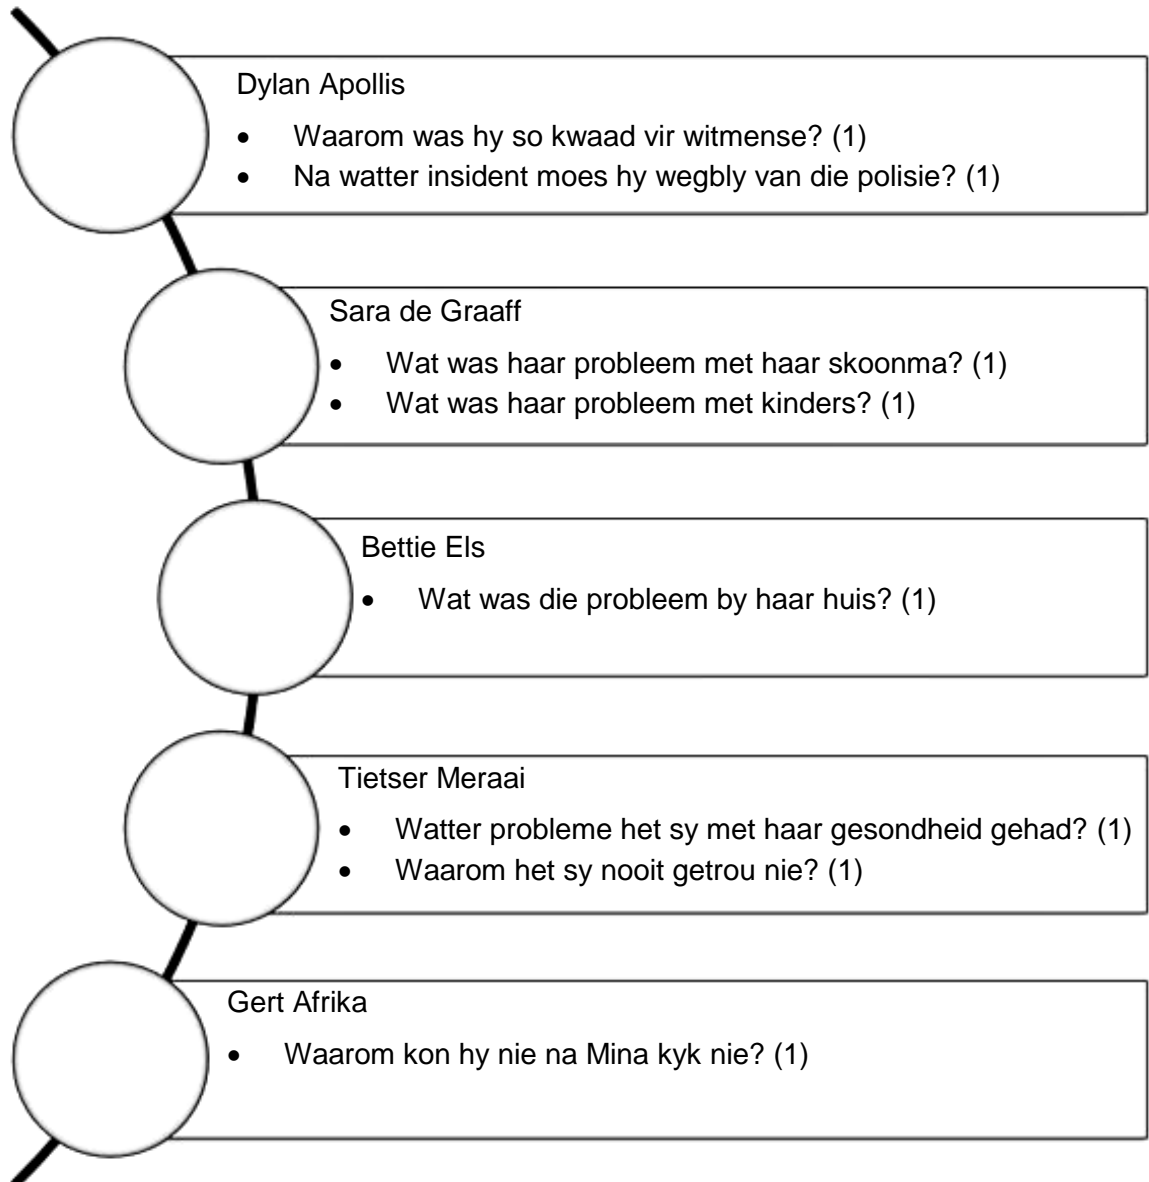 Dylan Apollis
• Waarom was hy so kwaad vir witmense? (1)
• Na watter insident moes hy wegbly van die polisie? (1)
Sara de Graaff
• Wat was haar probleem met haar skoonma? (1)
• Wat was haar probleem met kinders? (1)
Bettie Els
• Wat was die probleem by haar huis? (1)
Tietser Meraai
• Watter probleme het sy met haar gesondheid gehad? (1)
• Waarom het sy nooit getrou nie? (1)
Gert Afrika
• Waarom kon hy nie na Mina kyk nie? (1)